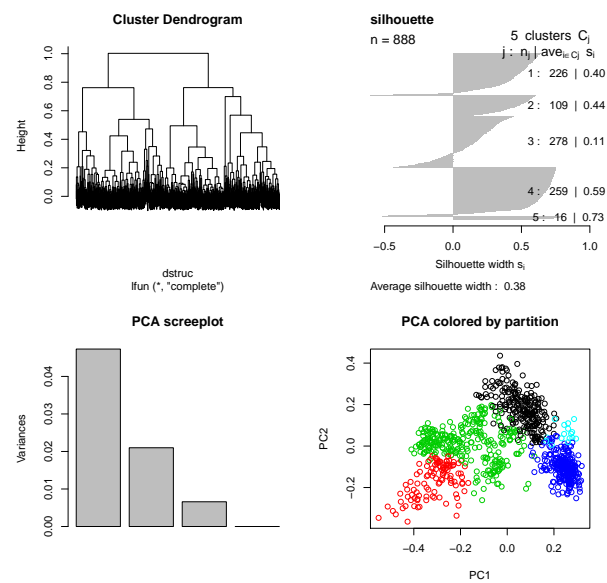 Cluster Dendrogram
Height
0.0 0.2 0.4 0.6 0.8 1.0
dstruc
lfun (*, "complete")
silhouette
n = 888
5 clusters Cj
j : nj | avei∈Cj si
1 : 226 | 0.40
2 : 109 | 0.44
3 : 278 | 0.11
4 : 259 | 0.59
5 : 16 | 0.73
−0.5 0.0 0.5 1.0
Silhouette width si
Average silhouette width : 0.38
PCA screeplot
Variances
0.00 0.01 0.02 0.03 0.04
PCA colored by partition
PC2
−0.2 0.0 0.2 0.4
−0.4 −0.2 0.0 0.2
PC1